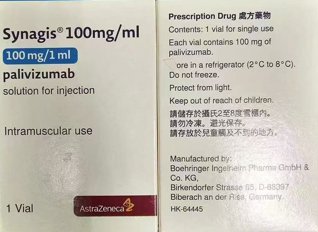 Synagis® 100mg/ml
100 mg/1 ml
palivizumab
solution for injection
Intramuscular use
1 Vial
AstraZeneca
Prescription Drug 處方藥物
Contents: 1 vial for single use
Each vial contains 100 mg of
palivizumab.
ore in a refrigerator (2°C to 8°C).
Do not freeze.
Protect from light.
Keep out of reach of children.
請儲存於攝氏2至8度雪櫃內。
請勿冷凍。避光保存。
請存放於兒童觸及不到的地方。
Manufactured by:
Boehringer Ingelheim Pharma GmbH &
Co. KG,
Birkendorfer Strasse 65, D-88397
Biberach an der Riss, Germany.
HK-64445